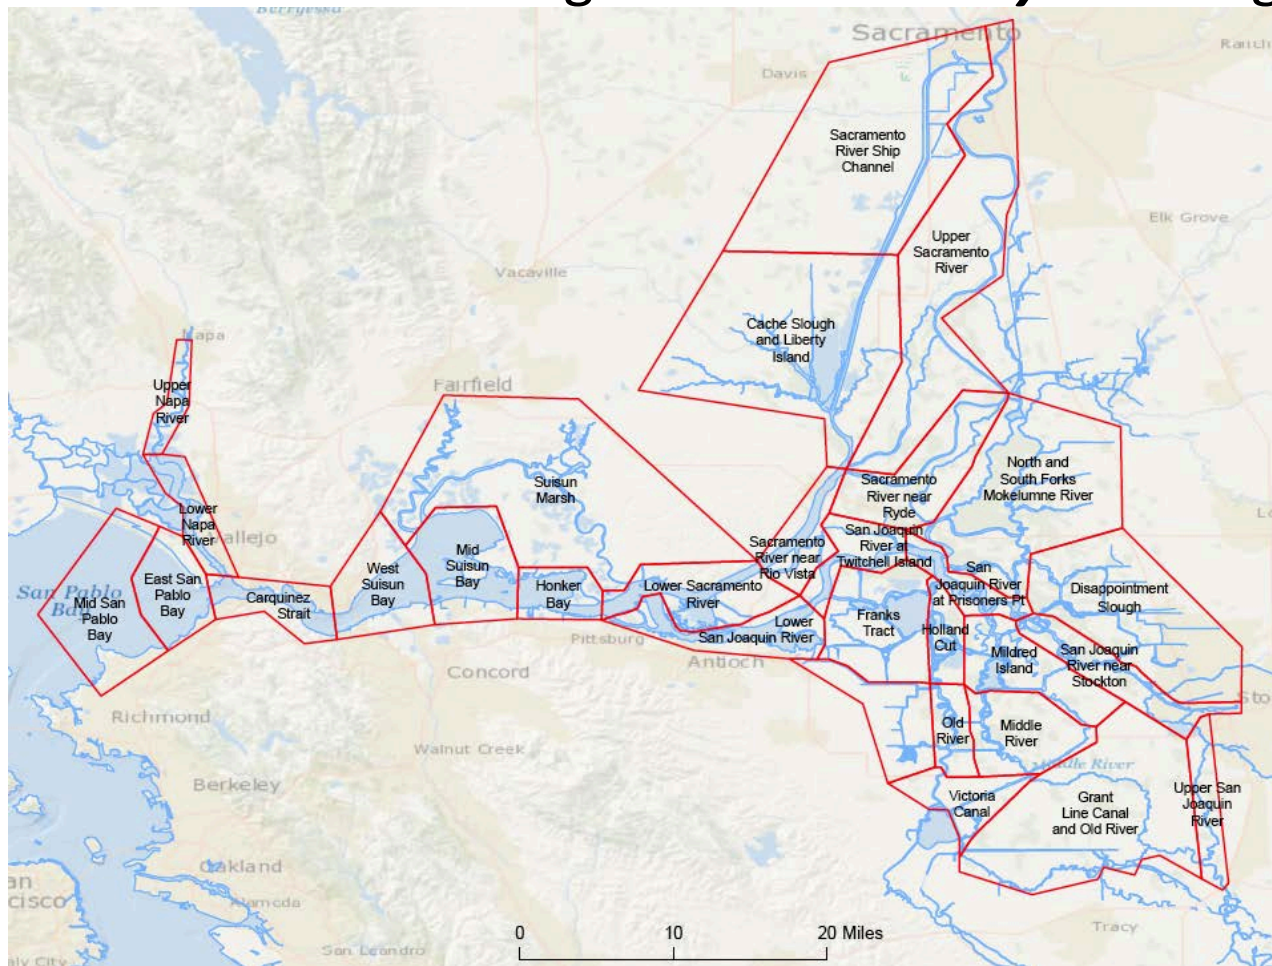 Berryessa
Sacramento
Davis
Sacramento
River Ship
Channel
Elk Grove
Upper
Sacramento
River
Vacaville
Cache Slough
and Liberty
Island
Napa
Upper
Napa
River
Fairfield
Suisun
Marsh
North and
South Forks
Mokelumne River
Sacramento
River near
Ryde
Lower
Napa
River
Vallejo
San Joaquin
River at
Twitchell Island
Sacramento
River near
Rio Vista
Mid
Suisun
Bay
West
Suisun
Bay
East San
Pablo
Bay
San Pablo
Bay
Mid San
Pablo
Bay
Carquinez
Strait
Honker
Bay
Lower Sacramento
River
San
Joaquin River
at Prisoners Pt
Disappointment
Slough
Franks
Tract
Holland
Cut
Lower
San Joaquin River
Pittsburg
Antioch
Mildred
Island
San Joaquin
River near
Stockton
Concord
Richmond
Old
River
Middle
River
Walnut Creek
Middle River
Berkeley
Victoria
Canal
Grant
Line Canal
and Old River
Upper San
Joaquin
River
Oakland
Alameda
San Leandro
Tracy
0 10 20 Miles